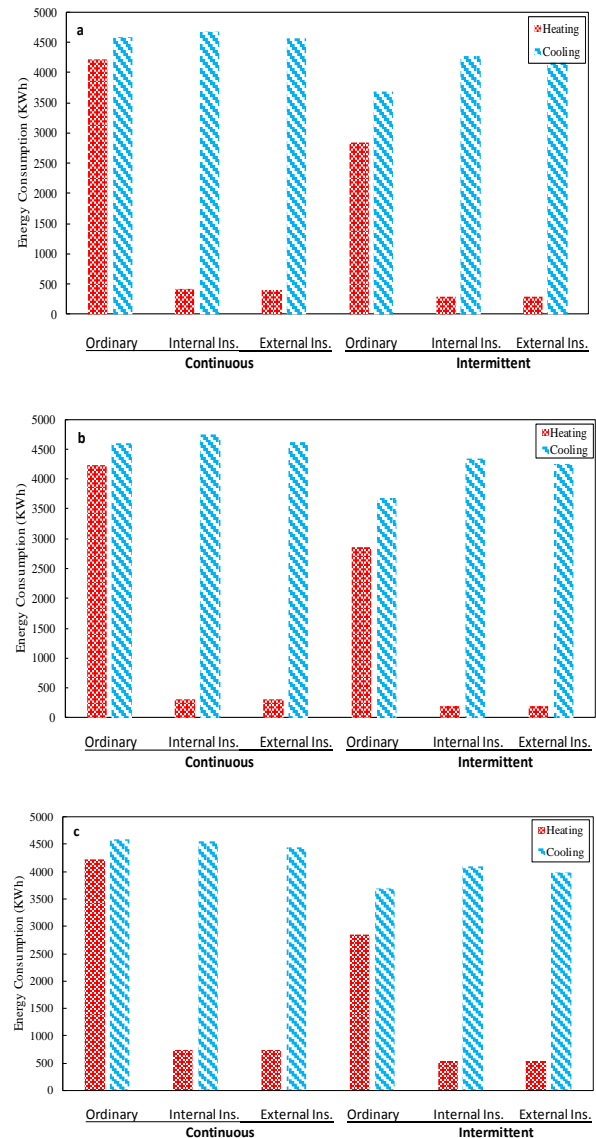 a
Heating
Cooling
Energy Consumption (KWh)
5000
4500
4000
3500
3000
2500
2000
1500
1000
500
0
Ordinary Internal Ins. External Ins. Ordinary Internal Ins. External Ins.
Continuous Intermittent
b
Heating
Cooling
Energy Consumption (KWh)
5000
4500
4000
3500
3000
2500
2000
1500
1000
500
0
Ordinary Internal Ins. External Ins. Ordinary Internal Ins. External Ins.
Continuous Intermittent
c
Heating
Cooling
Energy Consumption (KWh)
5000
4500
4000
3500
3000
2500
2000
1500
1000
500
0
Ordinary Internal Ins. External Ins. Ordinary Internal Ins. External Ins.
Continuous Intermittent